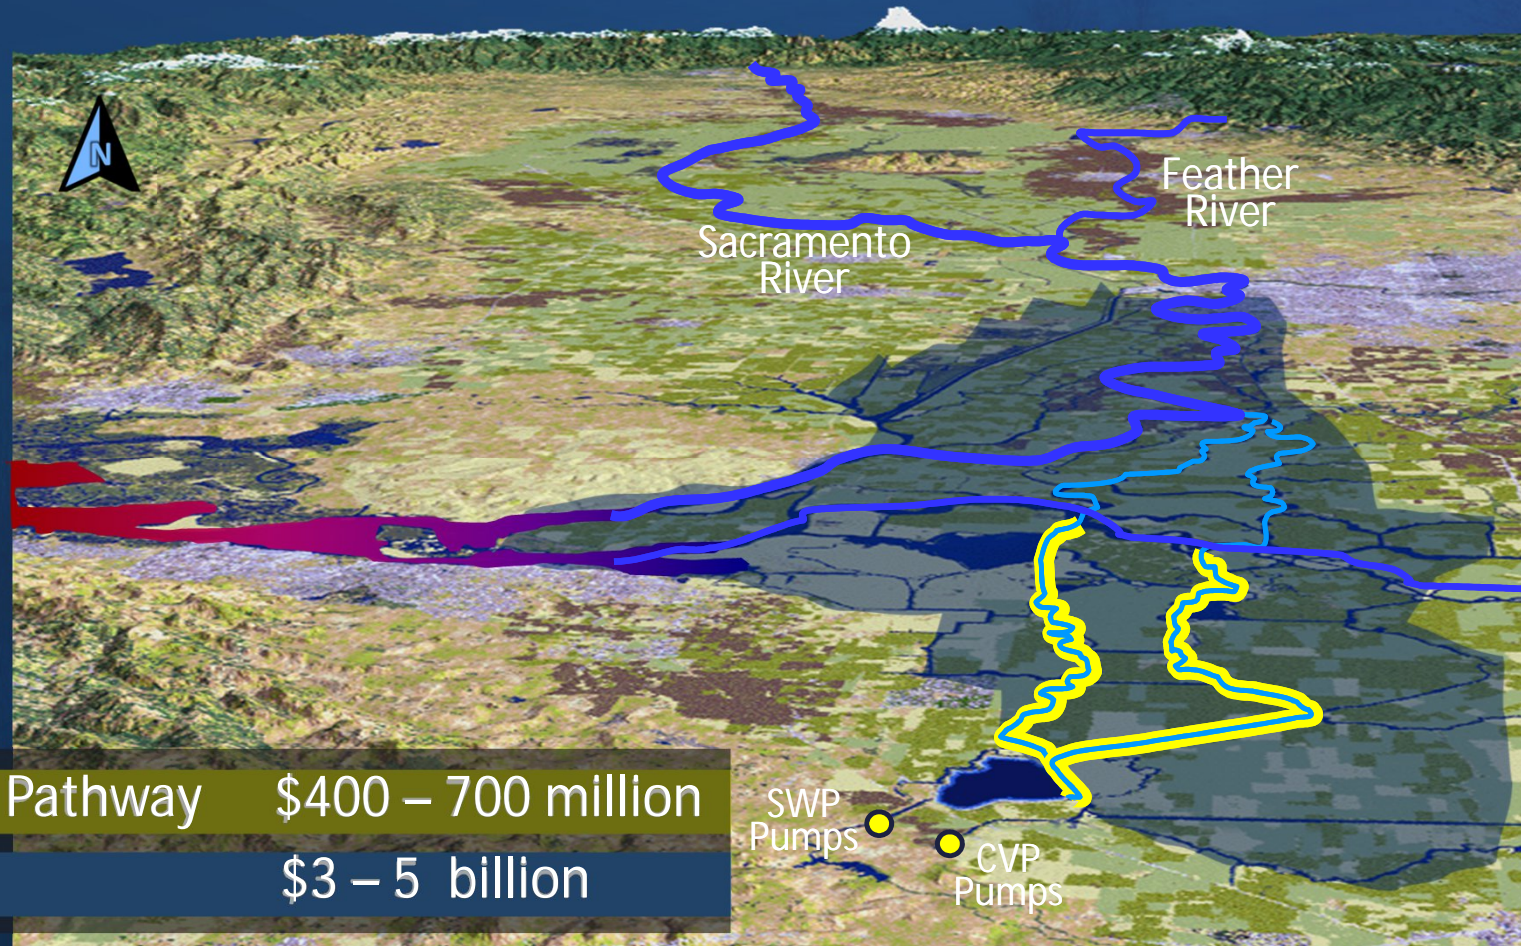 N
Feather
River
Sacramento
River
Pathway $400 – 700 million
$3 – 5 billion
SWP
Pumps
CVP
Pumps